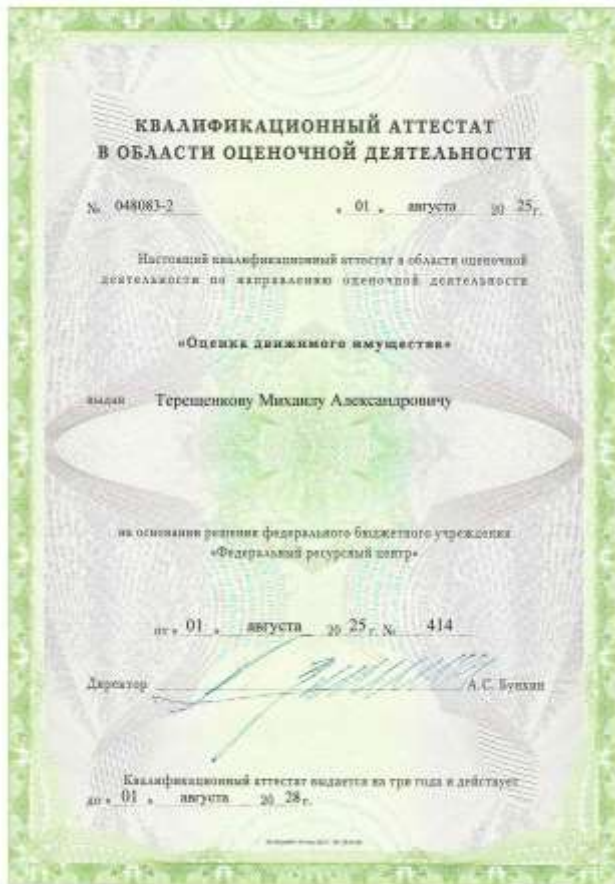 КВАЛИФИКАЦИОННЫЙ АТТЕСТАТ
В ОБЛАСТИ ОЦЕНОЧНОЙ ДЕЯТЕЛЬНОСТИ
№ 048083-2 « 01 » августа 20 25 г.
Настоящий квалификационный аттестат в области оценочной
деятельности по направлению оценочной деятельности
«Оценка движимого имущества»
выдан Терещенкову Михаилу Александровичу
на основании решения федерального бюджетного учреждения
«Федеральный ресурсный центр»
от « 01 » августа 20 25 г. № 414
Директор А.С. Бункин
Квалификационный аттестат выдается на три года и действует
до « 01 » августа 20 28 г.